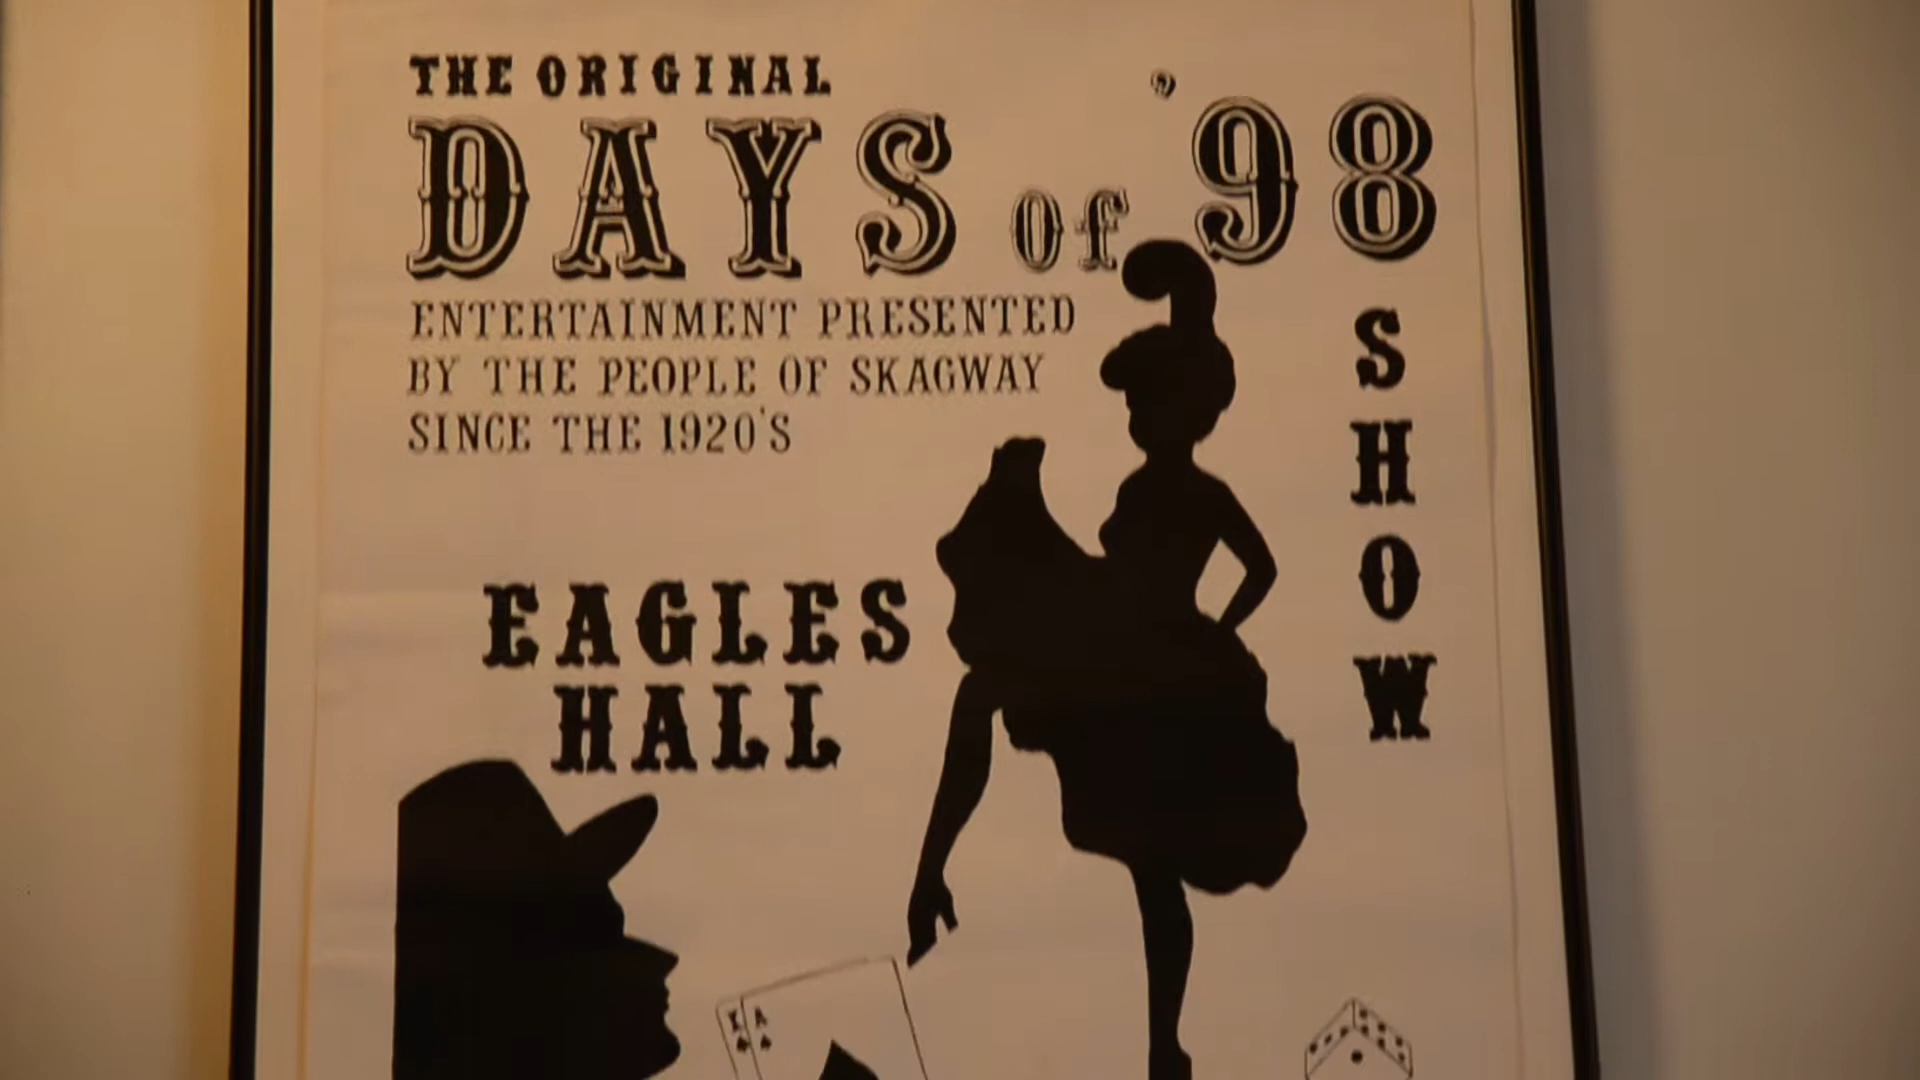 THE ORIGINAL
DAYS of '98
SHOW
ENTERTAINMENT PRESENTED
BY THE PEOPLE OF SKAGWAY
SINCE THE 1920'S
EAGLES
HALL
K A